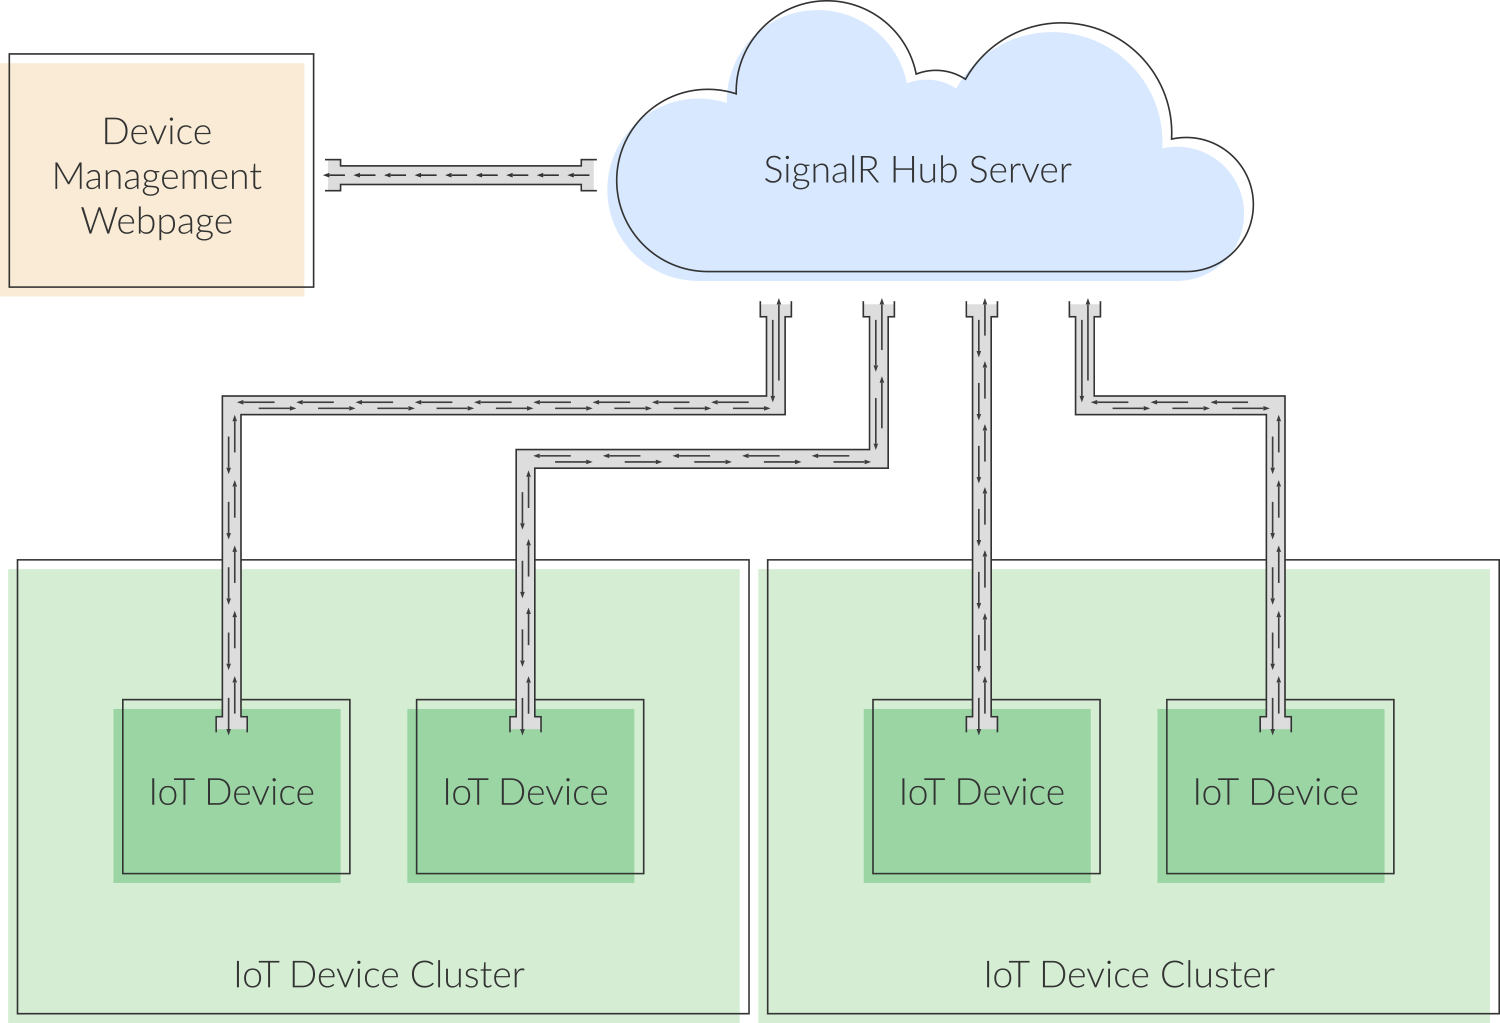 Device
Management
Webpage
SignalR Hub Server
IoT Device
IoT Device
IoT Device
IoT Device
IoT Device Cluster
IoT Device Cluster